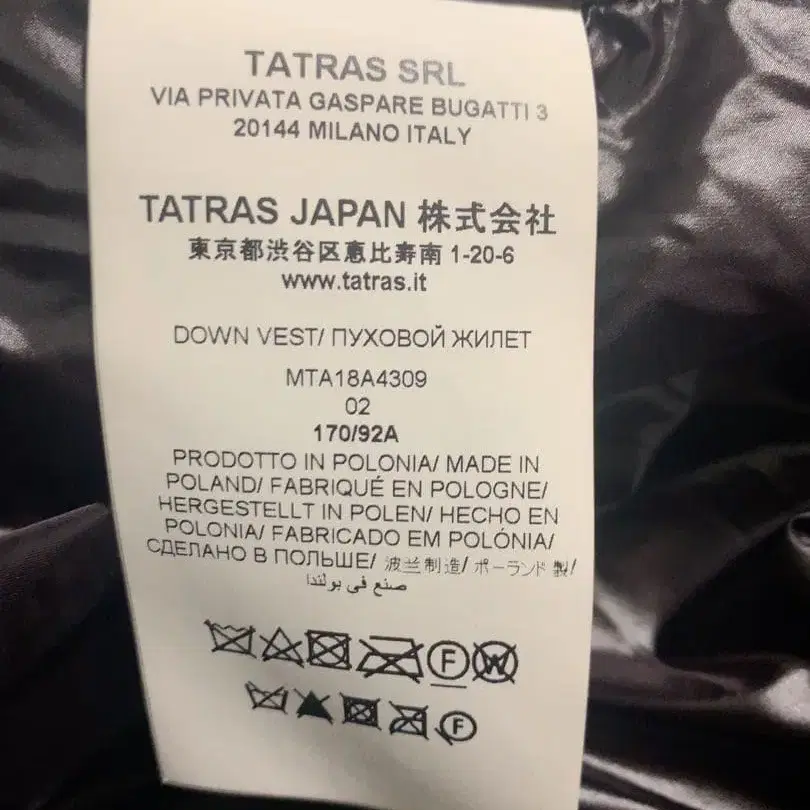 TATRAS SRL
VIA PRIVATA GASPARE BUGATTI 3
20144 MILANO ITALY
TATRAS JAPAN 株式会社
東京都渋谷区恵比寿南 1-20-6
www.tatras.it
DOWN VEST/ ПУХОВОЙ ЖИЛЕТ
MTA18A4309
02
170/92A
PRODOTTO IN POLONIA/ MADE IN
POLAND/ FABRIQUÉ EN POLOGNE/
HERGESTELLT IN POLEN/ HECHO EN
POLONIA/ FABRICADO EM POLÓNIA/
СДЕЛАНО В ПОЛЬШЕ/ 波兰制造/ ポーランド 製/
صنع في بولندا
F W
F